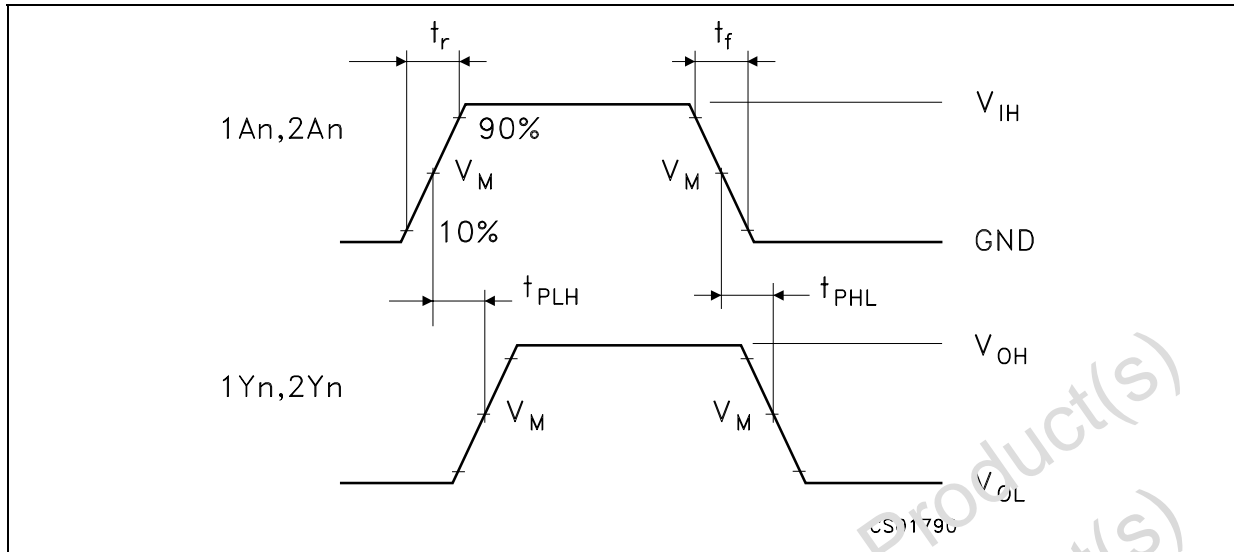 tr tf
1An,2An 90% VIH
VM VM
10% GND
tPLH tPHL
VOH
1Yn,2Yn
VM VM
VOL
Product(s)
CS01790
t(s)